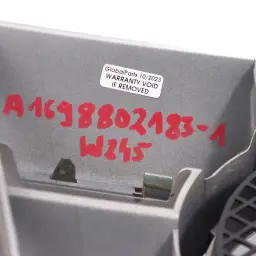 GlobalParts 10/2023
WARRANTY VOID
IF REMOVED
A1698802183-1
W245